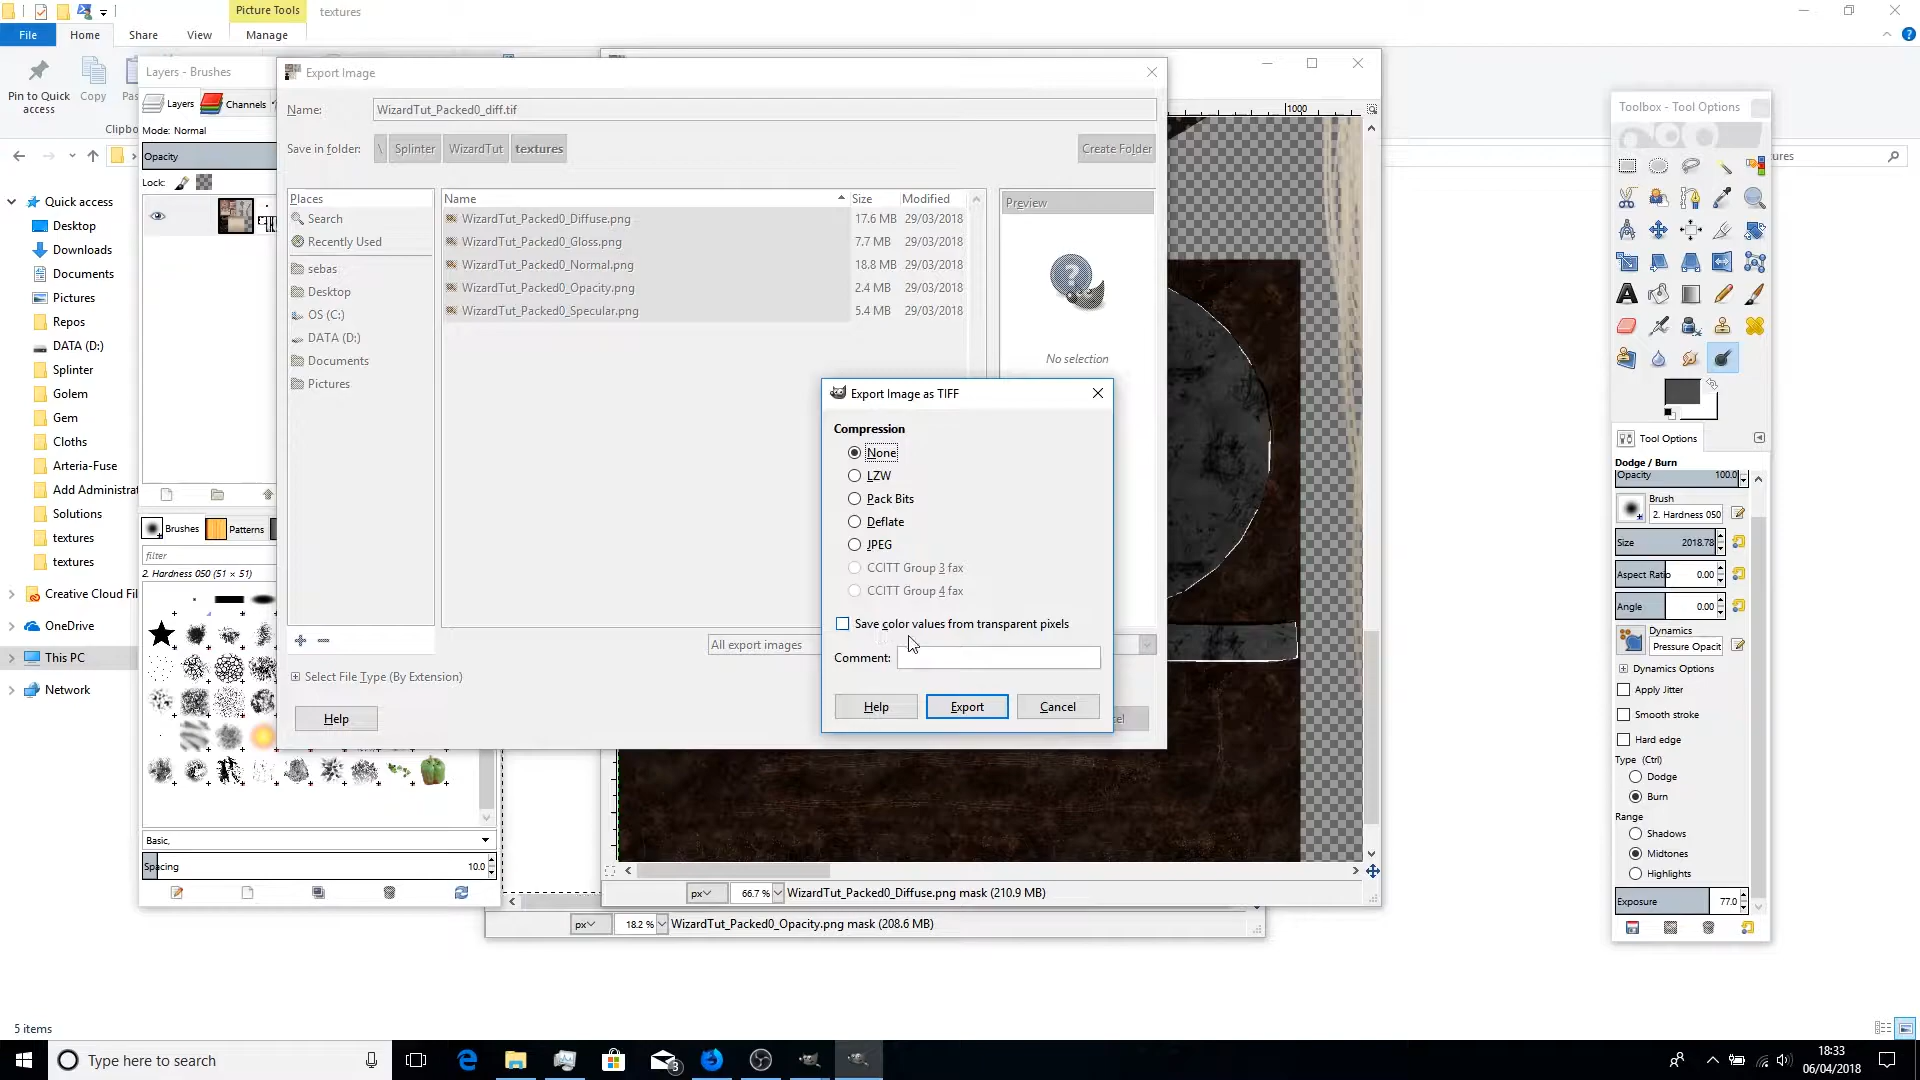 Picture Tools
textures
File
Home
Share
View
Manage
Pin to Quick
access
Copy
Clipbo
Layers - Brushes
Layers
Channels
Mode: Normal
Opacity
Lock:
Export Image
Name:
WizardTut_Packed0_diff.tif
Save in folder:
\
Splinter
WizardTut
textures
Create Folder
Places
Search
Recently Used
sebas
Desktop
OS (C:)
DATA (D:)
Documents
Pictures
Name
Size
Modified
WizardTut_Packed0_Diffuse.png
17.6 MB
29/03/2018
WizardTut_Packed0_Gloss.png
7.7 MB
29/03/2018
WizardTut_Packed0_Normal.png
18.8 MB
29/03/2018
WizardTut_Packed0_Opacity.png
2.4 MB
29/03/2018
WizardTut_Packed0_Specular.png
5.4 MB
29/03/2018
Preview
No selection
All export images
Select File Type (By Extension)
Help
Export Image as TIFF
Compression
None
LZW
Pack Bits
Deflate
JPEG
CCITT Group 3 fax
CCITT Group 4 fax
Save color values from transparent pixels
Comment:
Help
Export
Cancel
1000
Quick access
Desktop
Downloads
Documents
Pictures
Repos
DATA (D:)
Splinter
Golem
Gem
Cloths
Arteria-Fuse
Add Administra
Solutions
textures
textures
Creative Cloud Fil
OneDrive
This PC
Network
Brushes
Patterns
filter
2. Hardness 050 (51 × 51)
Basic,
Spacing
10.0
px
66.7 %
WizardTut_Packed0_Diffuse.png mask (210.9 MB)
px
18.2 %
WizardTut_Packed0_Opacity.png mask (208.6 MB)
Toolbox - Tool Options
Tool Options
Dodge / Burn
Opacity
100.0
Brush
2. Hardness 050
Size
2018.78
Aspect Ratio
0.00
Angle
0.00
Dynamics
Pressure Opacit
Dynamics Options
Apply Jitter
Smooth stroke
Hard edge
Type (Ctrl)
Dodge
Burn
Range
Shadows
Midtones
Highlights
Exposure
77.0
5 items
Type here to search
3
18:33
06/04/2018